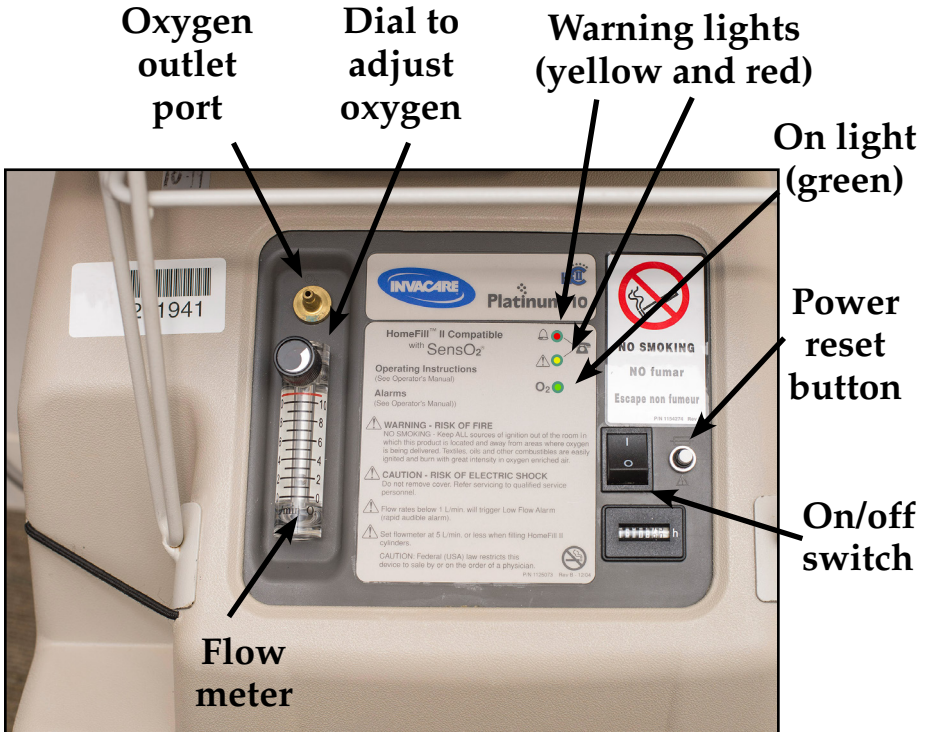 Oxygen
outlet
port
Dial to
adjust
oxygen
Warning lights
(yellow and red)
On light
(green)
Power
reset
button
On/off
switch
Flow
meter
1941
INVACARE
Platinum 10
HomeFill™ II Compatible
with SensO₂®
Operating Instructions
(See Operator's Manual)
Alarms
(See Operator's Manual))
O₂
WARNING - RISK OF FIRE
NO SMOKING - Keep ALL sources of ignition out of the room in
which this product is located and away from areas where oxygen
is being delivered. Textiles, oils and other combustibles are easily
ignited and burn with great intensity in oxygen enriched air.
CAUTION - RISK OF ELECTRIC SHOCK
Do not remove cover. Refer servicing to qualified service
personnel.
Flow rates below 1 L/min. will trigger Low Flow Alarm
(rapid audible alarm).
Set flowmeter at 5 L/min. or less when filling HomeFill II
cylinders.
CAUTION: Federal (USA) law restricts this
device to sale by or on the order of a physician.
NO SMOKING
NO fumar
Escape non fumeur
10
8
6
4
2
0
I
O
h